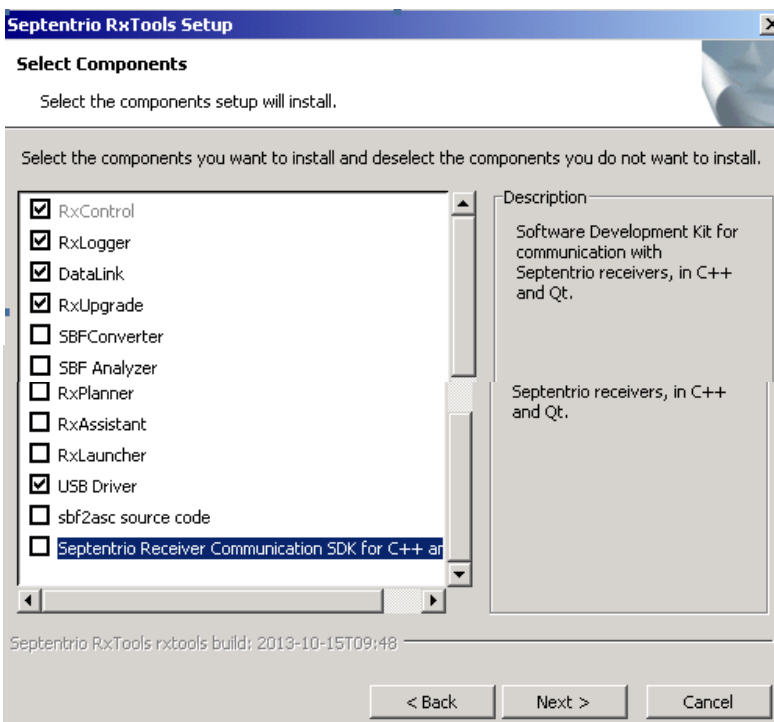 Septentrio RxTools Setup
Select Components
Select the components setup will install.
Select the components you want to install and deselect the components you do not want to install.
RxControl
RxLogger
DataLink
RxUpgrade
SBFConverter
SBF Analyzer
RxPlanner
RxAssistant
RxLauncher
USB Driver
sbf2asc source code
Septentrio Receiver Communication SDK for C++ ar
Description
Software Development Kit for
communication with
Septentrio receivers, in C++
and Qt.
Septentrio receivers, in C++
and Qt.
Septentrio RxTools rxtools build: 2013-10-15T09:48
< Back
Next >
Cancel